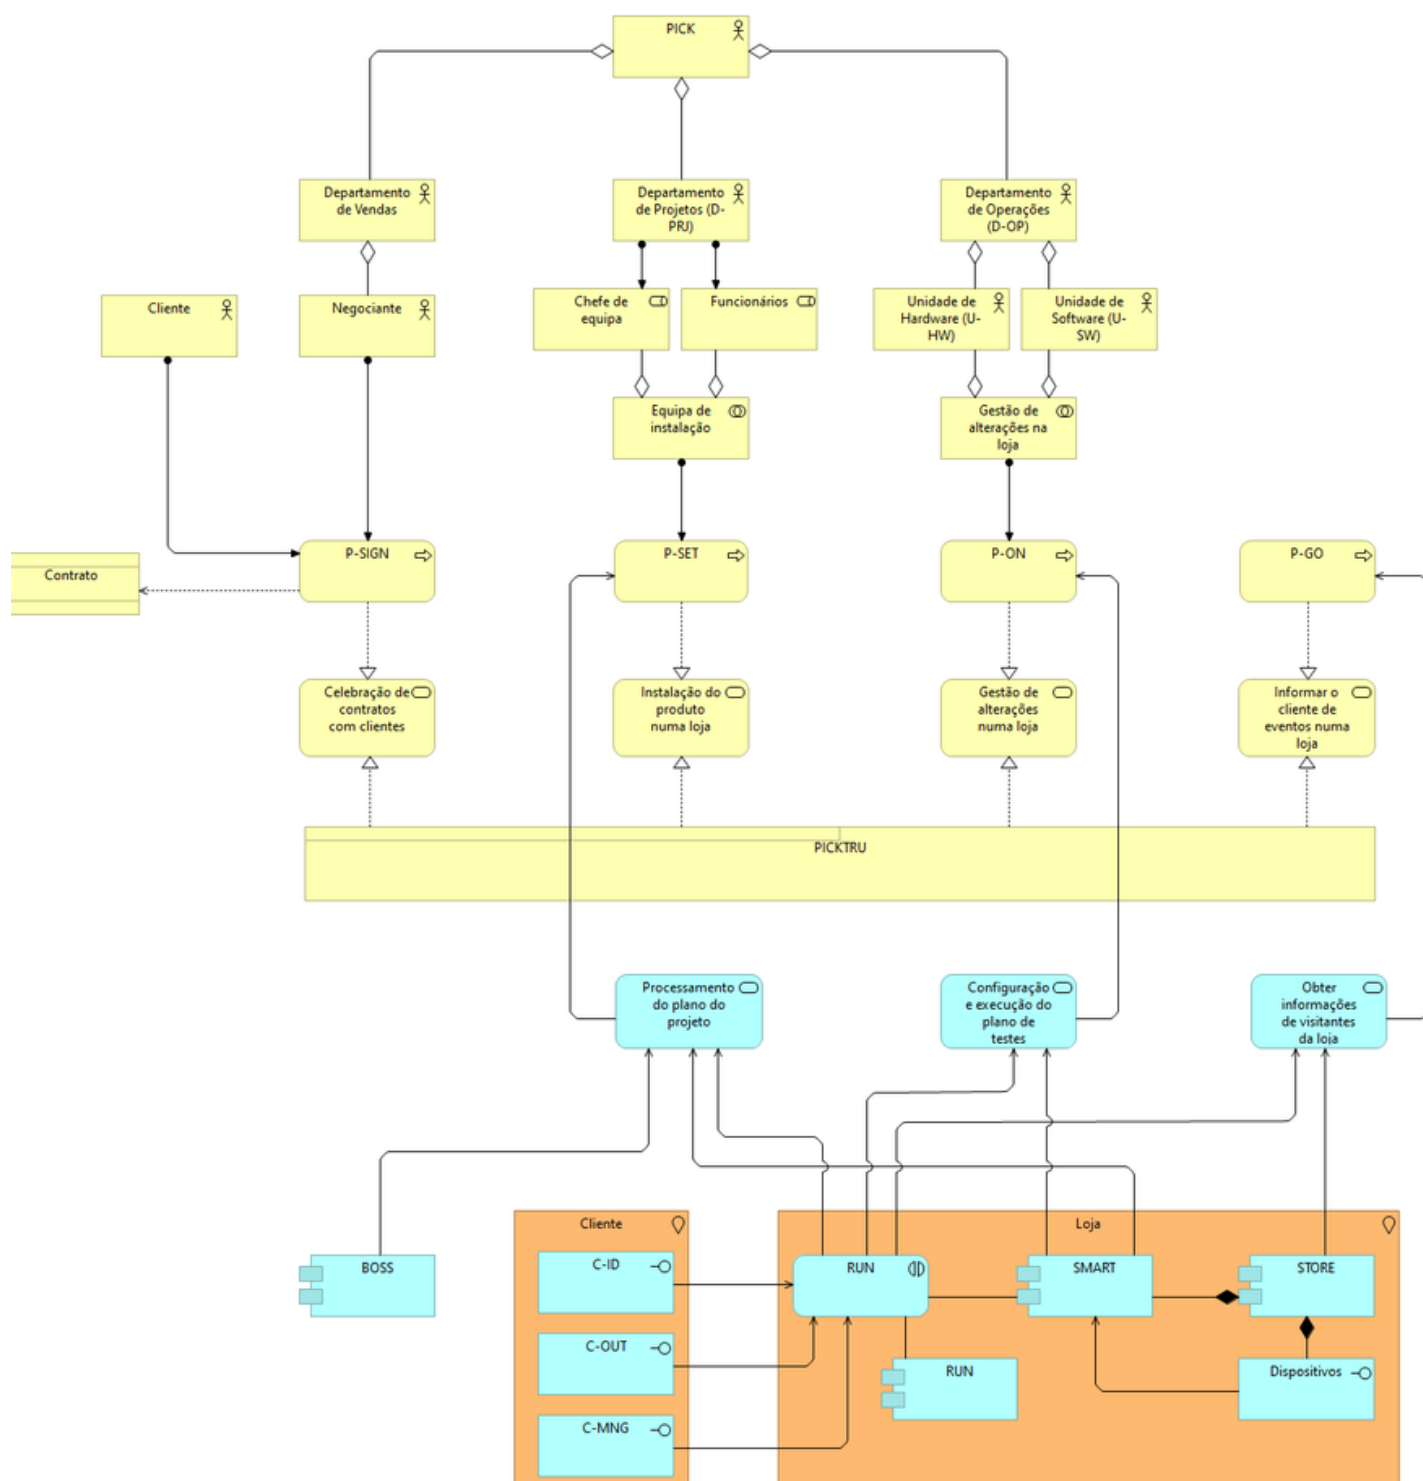 PICK
Departamento
de Vendas
Departamento
de Projetos (D-
PRJ)
Departamento
de Operações
(D-OP)
Cliente
Negociante
Chefe de
equipa
Funcionários
Unidade de
Hardware (U-
HW)
Unidade de
Software (U-
SW)
Equipa de
instalação
Gestão de
alterações na
loja
Contrato
P-SIGN
P-SET
P-ON
P-GO
Celebração de
contratos
com clientes
Instalação do
produto
numa loja
Gestão de
alterações
numa loja
Informar o
cliente de
eventos numa
loja
PICKTRU
Processamento
do plano do
projeto
Configuração
e execução do
plano de
testes
Obter
informações
de visitantes
da loja
Cliente
Loja
BOSS
C-ID
RUN
SMART
STORE
C-OUT
RUN
Dispositivos
C-MNG